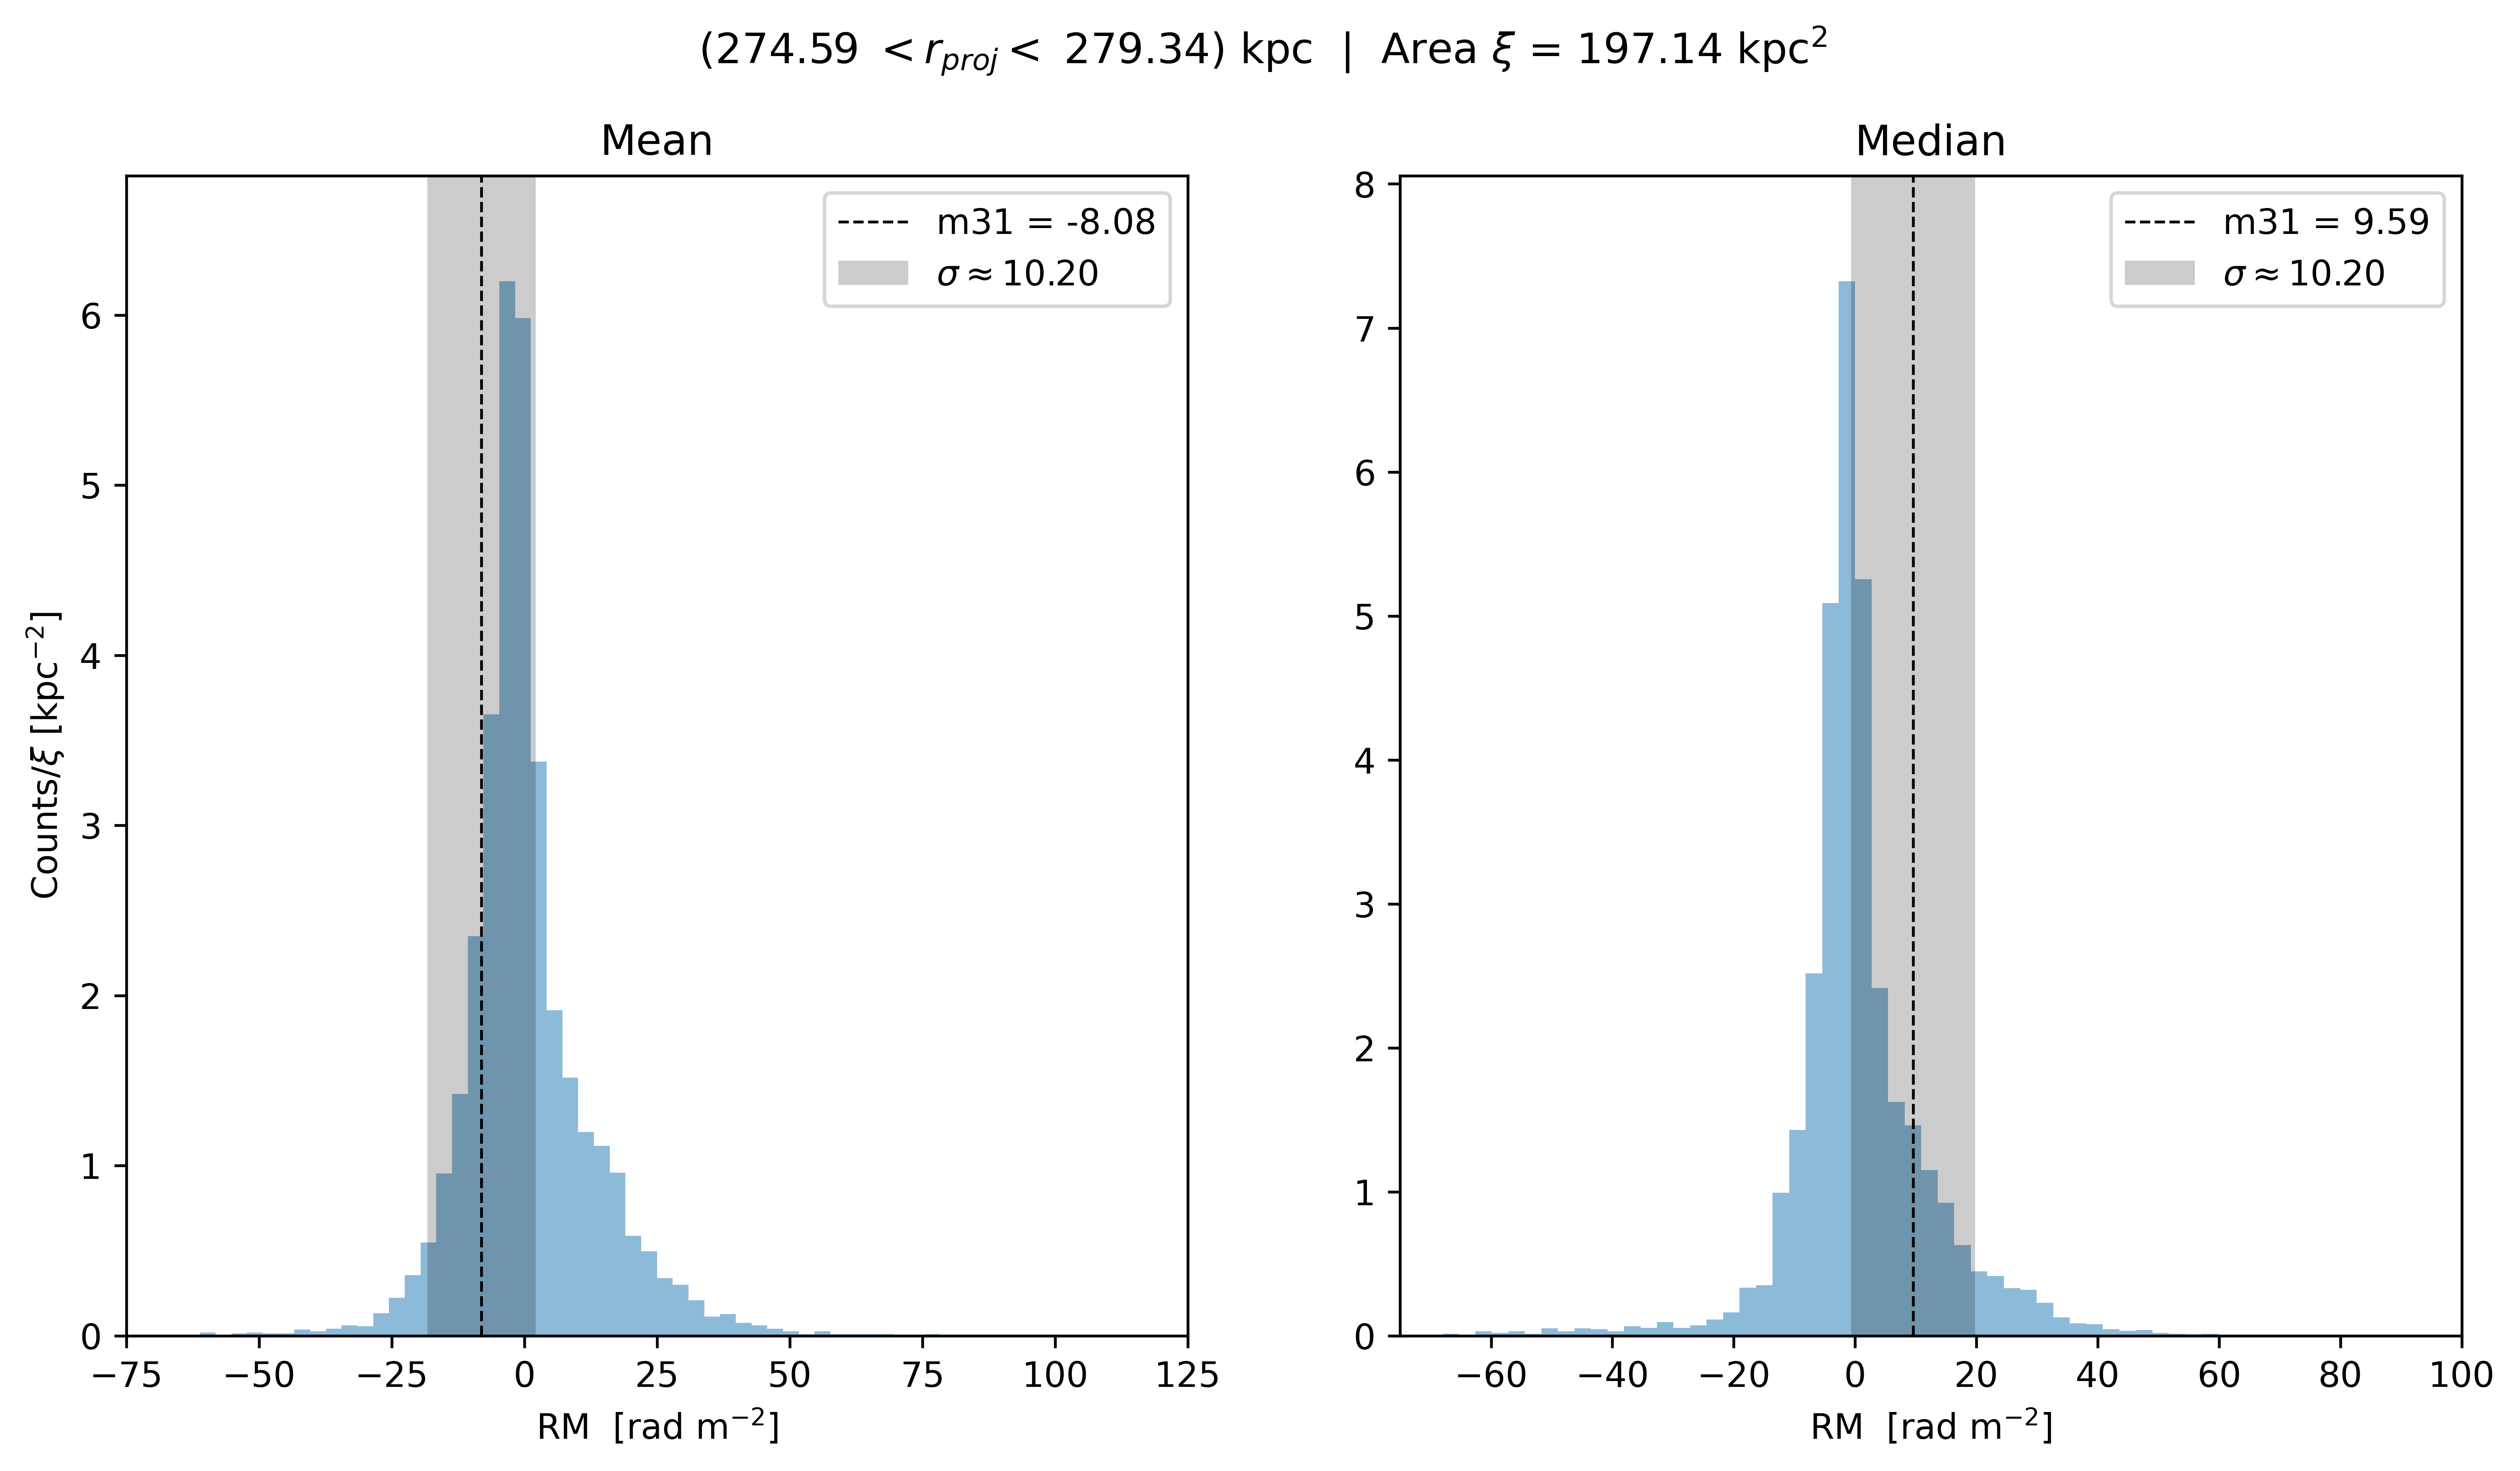 (274.59 < r_proj < 279.34) kpc | Area ξ = 197.14 kpc²
Mean
m31 = -8.08
σ ≈ 10.20
6
5
4
3
2
1
0
Counts/ξ [kpc⁻²]
−75 −50 −25 0 25 50 75 100 125
RM [rad m⁻²]
Median
m31 = 9.59
σ ≈ 10.20
8
7
6
5
4
3
2
1
0
−60 −40 −20 0 20 40 60 80 100
RM [rad m⁻²]